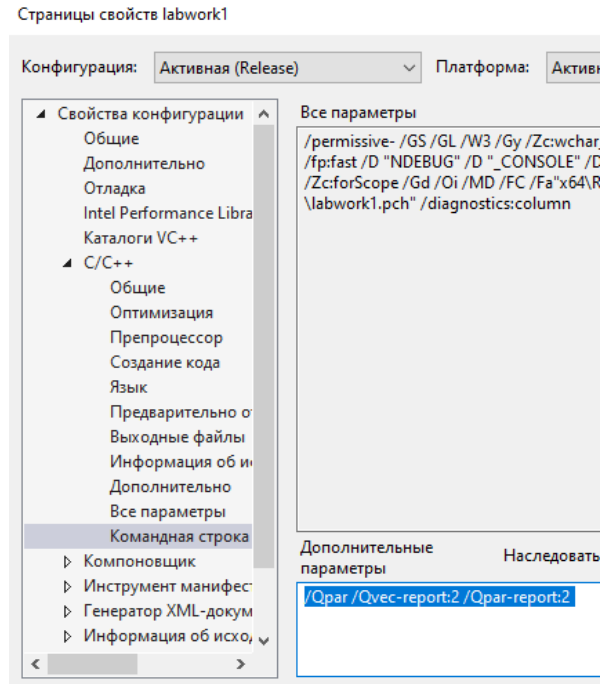 Страницы свойств labwork1
Конфигурация: Активная (Release) Платформа:
Свойства конфигурации
Общие
Дополнительно
Отладка
Intel Performance Libra
Каталоги VC++
C/C++
Общие
Оптимизация
Препроцессор
Создание кода
Язык
Предварительно
Выходные файлы
Информация об
Дополнительно
Все параметры
Командная строка
Компоновщик
Инструмент манифес
Генератор XML-докум
Информация об исхо
Все параметры
/permissive- /GS /GL /W3 /Gy /Zc:wchar
/fp:fast /D "NDEBUG" /D "_CONSOLE" /D
/Zc:forScope /Gd /Oi /MD /FC /Fa"x64\R
\labwork1.pch" /diagnostics:column
Дополнительные параметры
Наследовать
/Qpar /Qvec-report:2 /Qpar-report:2